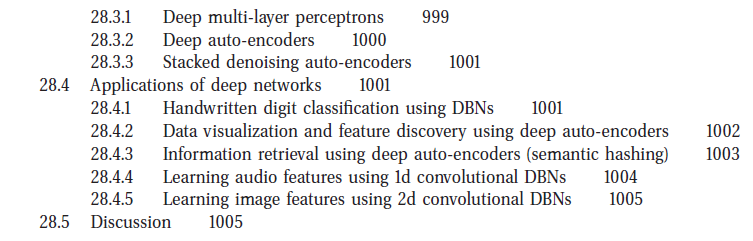 28.3.1 Deep multi-layer perceptrons 999
28.3.2 Deep auto-encoders 1000
28.3.3 Stacked denoising auto-encoders 1001
28.4 Applications of deep networks 1001
28.4.1 Handwritten digit classification using DBNs 1001
28.4.2 Data visualization and feature discovery using deep auto-encoders 1002
28.4.3 Information retrieval using deep auto-encoders (semantic hashing) 1003
28.4.4 Learning audio features using 1d convolutional DBNs 1004
28.4.5 Learning image features using 2d convolutional DBNs 1005
28.5 Discussion 1005